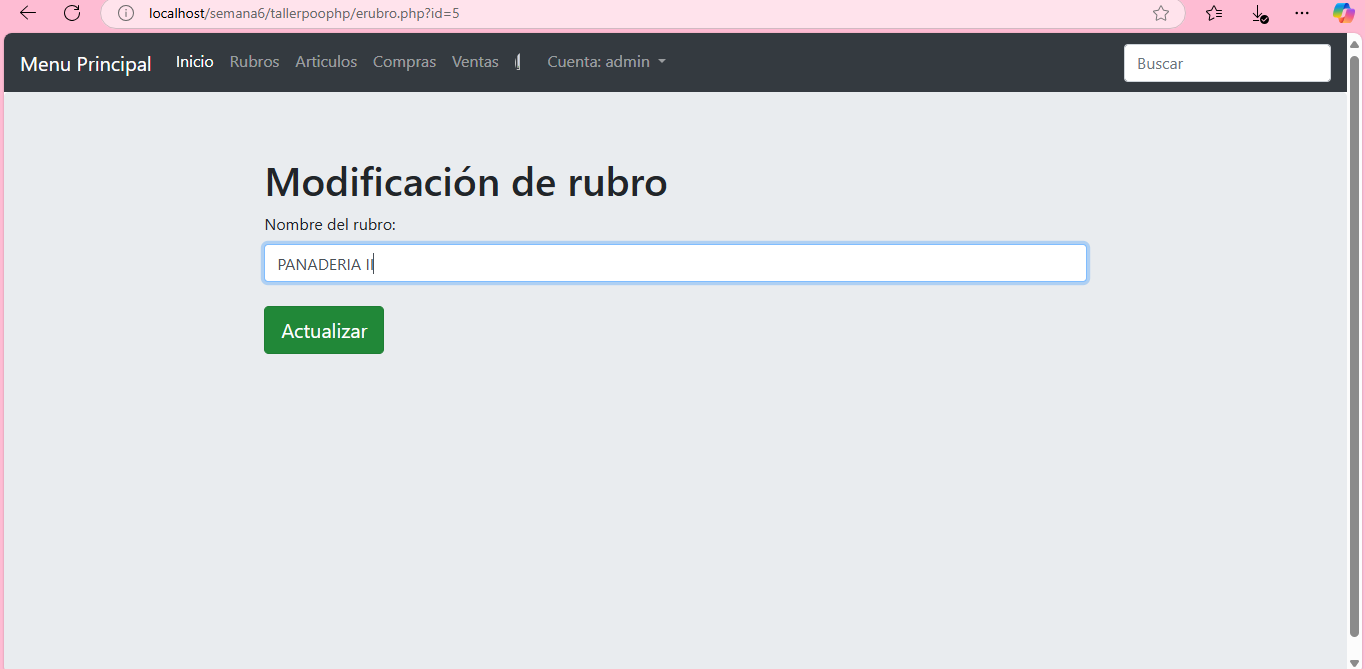 localhost/semana6/tallerpoophp/erubro.php?id=5
Menu Principal Inicio Rubros Articulos Compras Ventas Cuenta: admin Buscar
Modificación de rubro
Nombre del rubro:
PANADERIA II
Actualizar